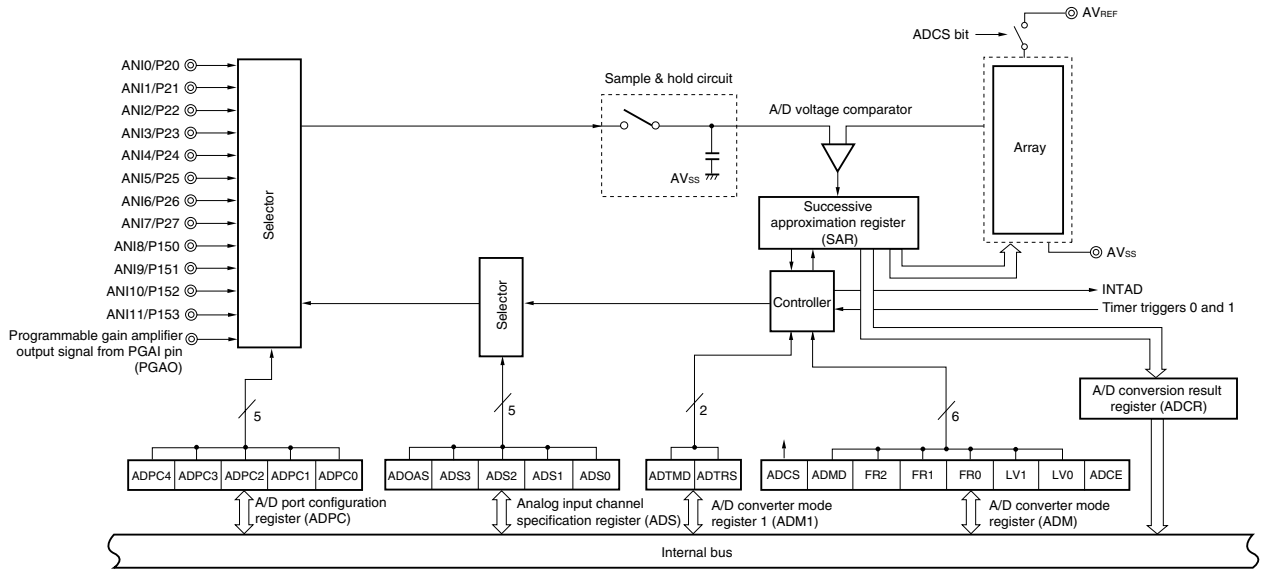 AVREF
ADCS bit
ANI0/P20
ANI1/P21
ANI2/P22
ANI3/P23
ANI4/P24
ANI5/P25
ANI6/P26
ANI7/P27
ANI8/P150
ANI9/P151
ANI10/P152
ANI11/P153
Programmable gain amplifier
output signal from PGAI pin
(PGAO)
Selector
Sample & hold circuit
AVSS
A/D voltage comparator
Array
AVSS
Successive
approximation register
(SAR)
Selector
Controller
INTAD
Timer triggers 0 and 1
A/D conversion result
register (ADCR)
5
5
2
6
ADPC4 ADPC3 ADPC2 ADPC1 ADPC0
ADOAS ADS3 ADS2 ADS1 ADS0
ADTMD ADTRS
ADCS ADMD FR2 FR1 FR0 LV1 LV0 ADCE
A/D port configuration
register (ADPC)
Analog input channel
specification register (ADS)
A/D converter mode
register 1 (ADM1)
A/D converter mode
register (ADM)
Internal bus